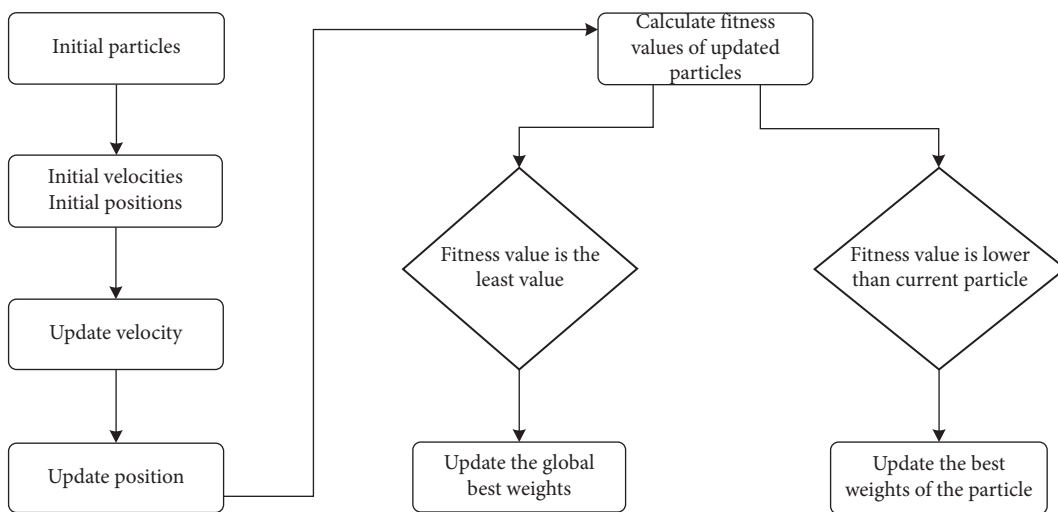 Initial particles
Initial velocities
Initial positions
Update velocity
Update position
Calculate fitness
values of updated
particles
Fitness value is the
least value
Update the global
best weights
Fitness value is lower
than current particle
Update the best
weights of the particle